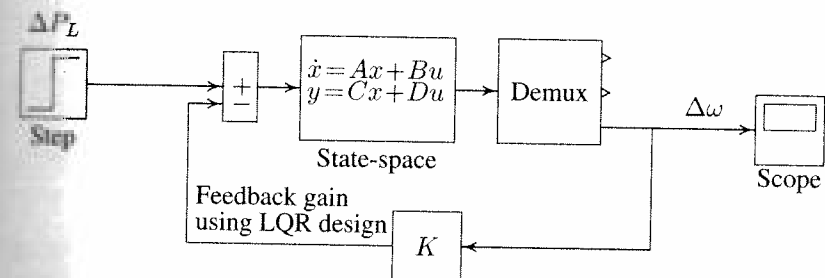 ΔP_L
Step
+
−
ẋ = Ax + Bu
y = Cx + Du
State-space
Demux
Δω
Scope
Feedback gain
using LQR design
K